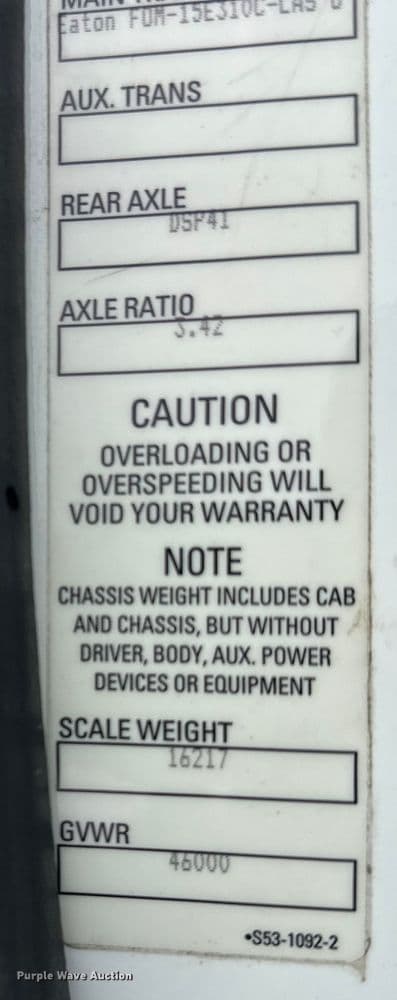 Eaton FOM-15E310C-LAS
AUX. TRANS
REAR AXLE
DSP41
AXLE RATIO
3.42
CAUTION
OVERLOADING OR
OVERSPEEDING WILL
VOID YOUR WARRANTY
NOTE
CHASSIS WEIGHT INCLUDES CAB
AND CHASSIS, BUT WITHOUT
DRIVER, BODY, AUX. POWER
DEVICES OR EQUIPMENT
SCALE WEIGHT
16217
GVWR
46000
•S53-1092-2
Purple Wave Auction